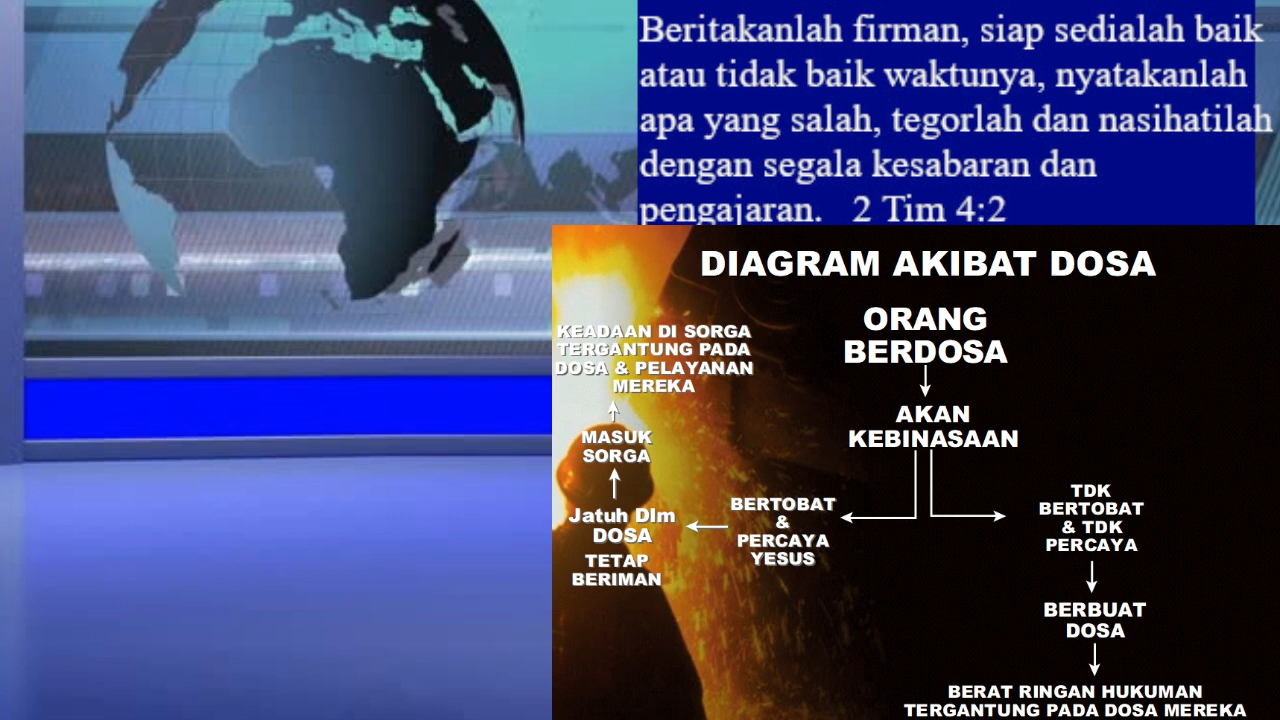 Beritakanlah firman, siap sedialah baik
atau tidak baik waktunya, nyatakanlah
apa yang salah, tegorlah dan nasihatilah
dengan segala kesabaran dan
pengajaran. 2 Tim 4:2
DIAGRAM AKIBAT DOSA
ORANG
BERDOSA
AKAN
KEBINASAAN
KEADAAN DI SORGA
TERGANTUNG PADA
DOSA & PELAYANAN
MEREKA
MASUK
SORGA
Jatuh Dlm
DOSA
TETAP
BERIMAN
BERTOBAT
&
PERCAYA
YESUS
TDK
BERTOBAT
& TDK
PERCAYA
BERBUAT
DOSA
BERAT RINGAN HUKUMAN
TERGANTUNG PADA DOSA MEREKA